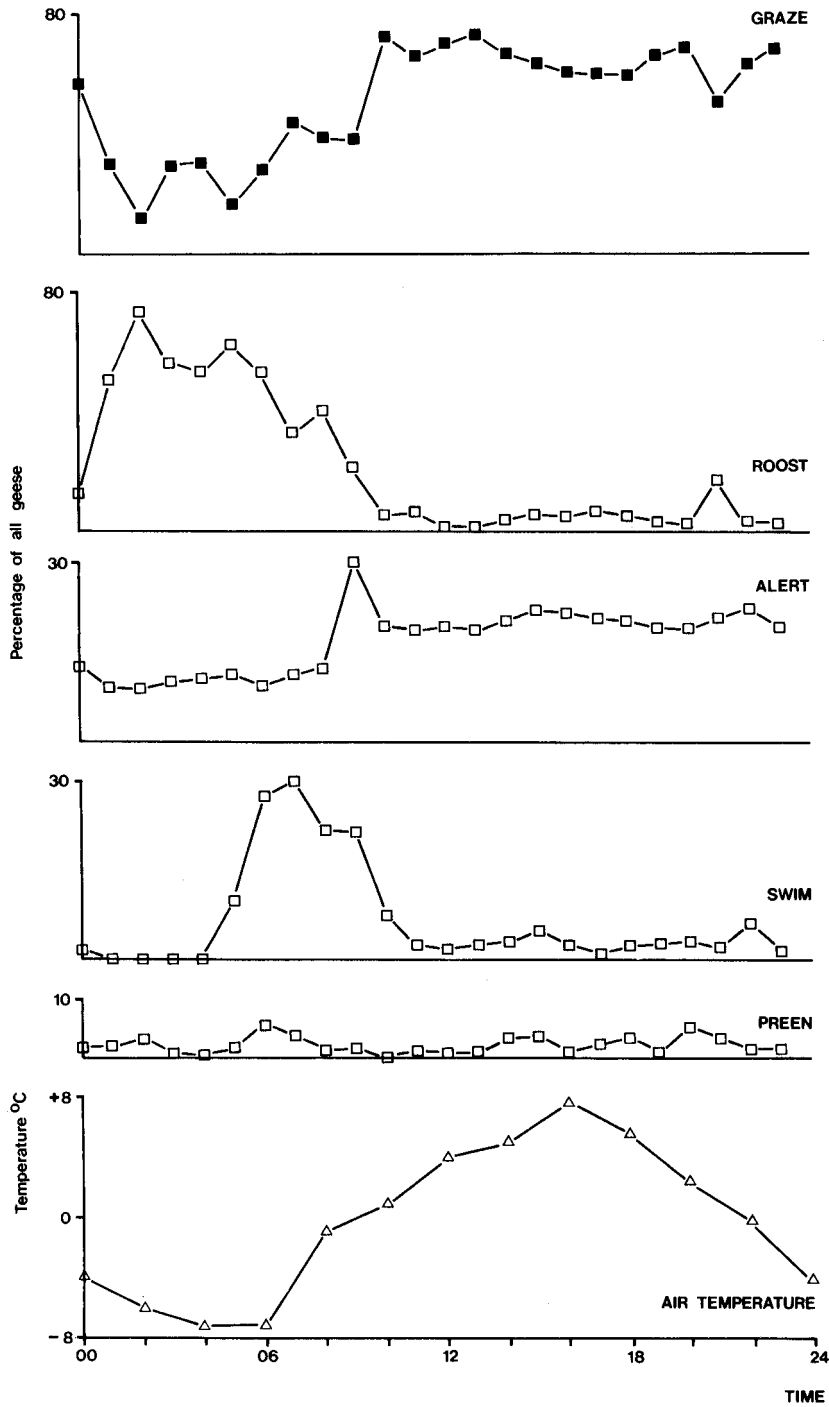 80
GRAZE
80
ROOST
Percentage of all geese
30
ALERT
30
SWIM
10
PREEN
+8
Temperature °C
0
AIR TEMPERATURE
−8
00 06 12 18 24
TIME